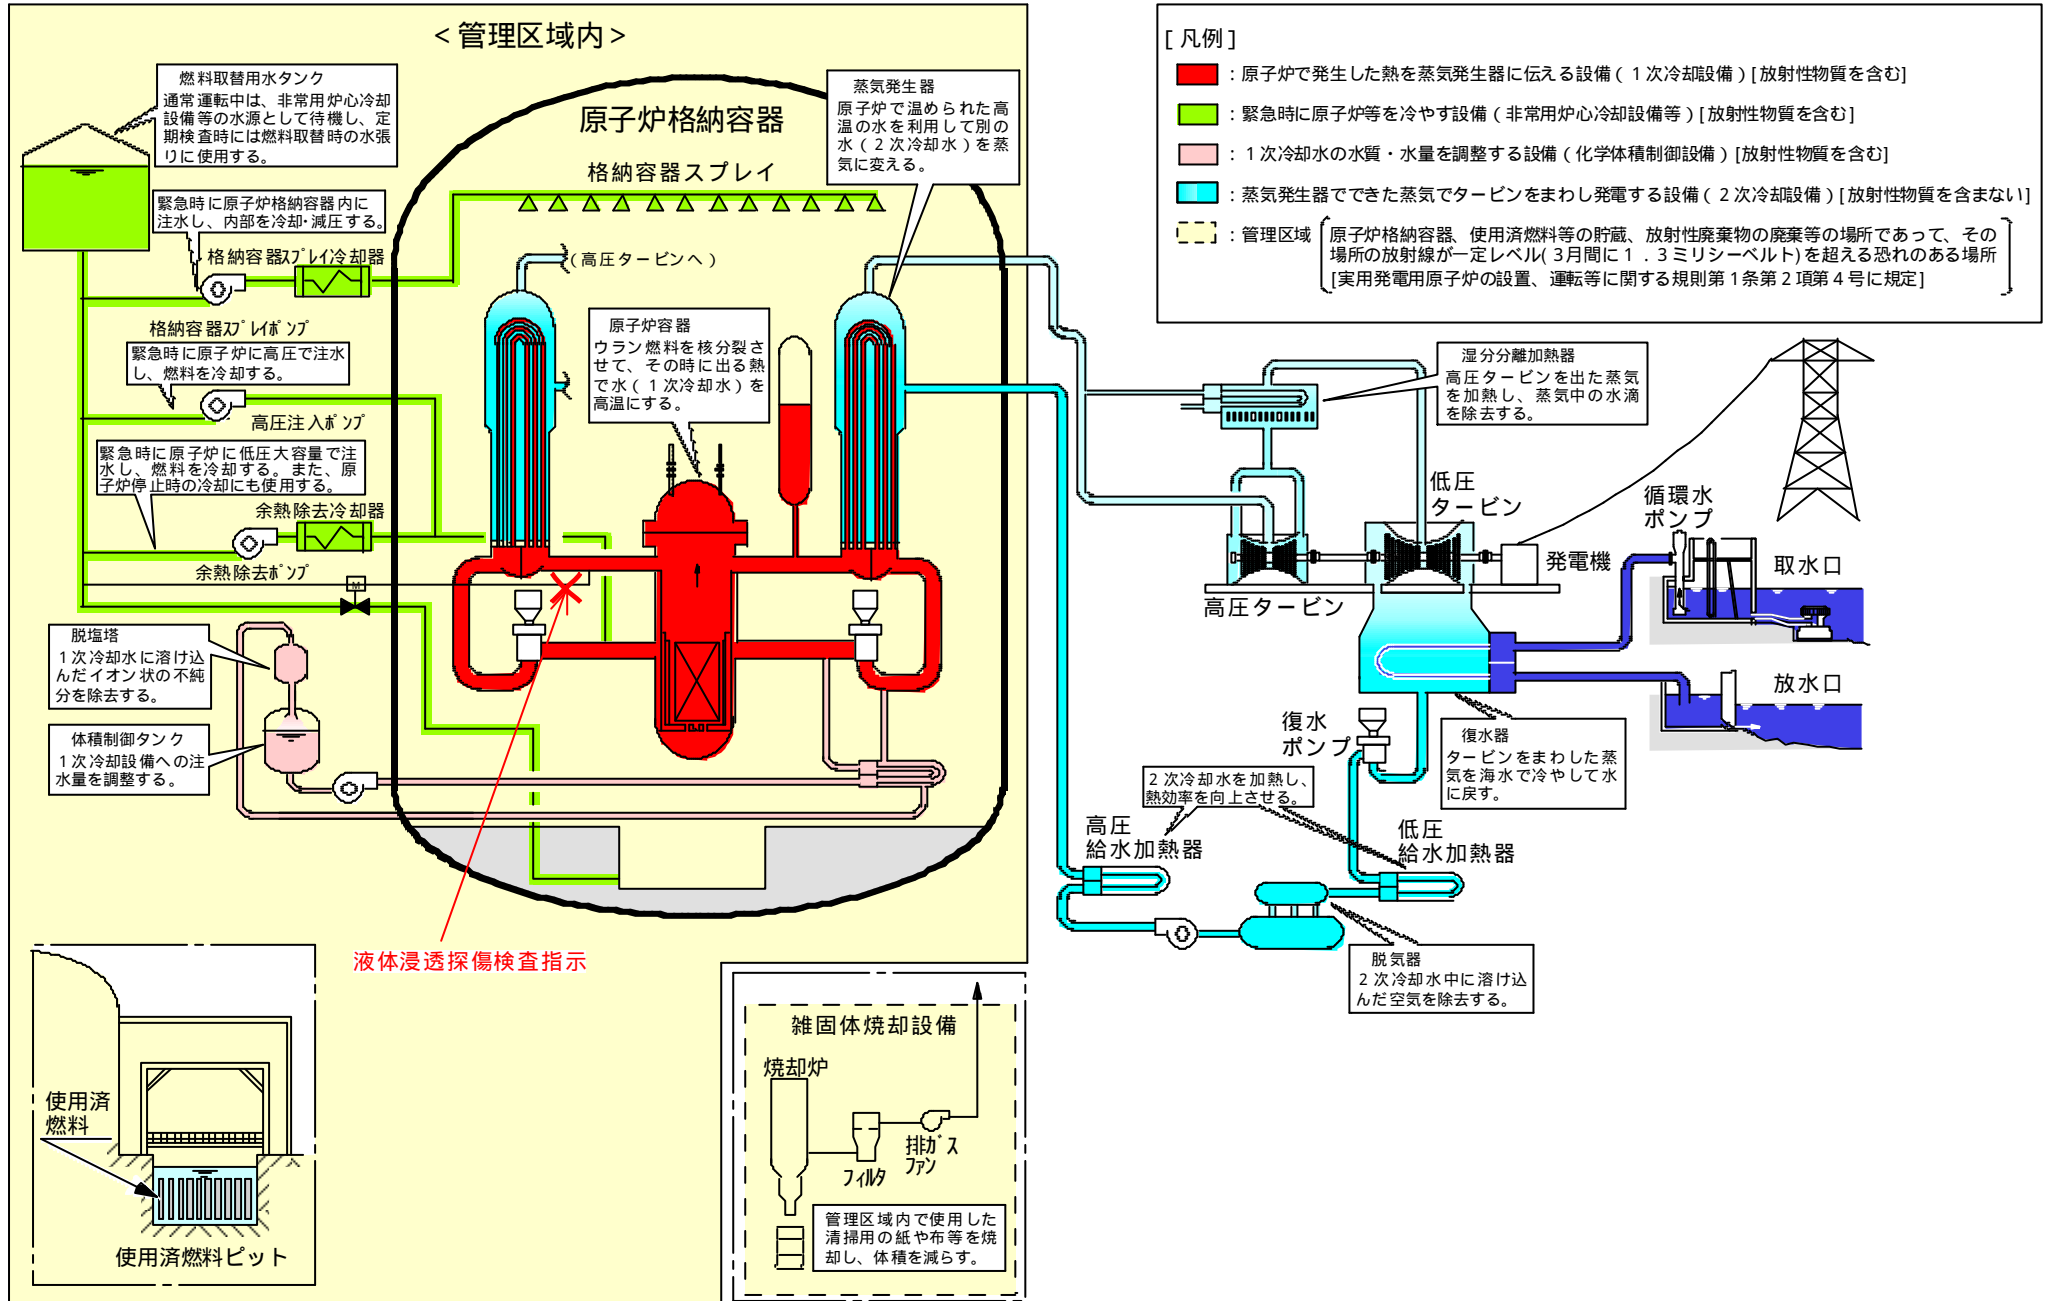 ＜管理区域内＞
燃料取替用水タンク
通常運転中は、非常用炉心冷却
設備等の水源として待機し、定
期検査時には燃料取替時の水張
りに使用する。
緊急時に原子炉格納容器内に
注水し、内部を冷却･減圧する。
格納容器ｽﾌﾟﾚｲ冷却器
格納容器ｽﾌﾟﾚｲﾎﾟﾝﾌﾟ
緊急時に原子炉に高圧で注水
し、燃料を冷却する。
高圧注入ﾎﾟﾝﾌﾟ
緊急時に原子炉に低圧大容量で注
水し、燃料を冷却する。また、原
子炉停止時の冷却にも使用する。
余熱除去冷却器
余熱除去ﾎﾟﾝﾌﾟ
M
脱塩塔
１次冷却水に溶け込
んだイオン状の不純
分を除去する。
体積制御タンク
１次冷却設備への注
水量を調整する。
原子炉格納容器
格納容器スプレイ
蒸気発生器
原子炉で温められた高
温の水を利用して別の
水（２次冷却水）を蒸
気に変える。
（高圧タービンへ）
原子炉容器
ウラン燃料を核分裂さ
せて、その時に出る熱
で水（１次冷却水）を
高温にする。
液体浸透探傷検査指示
使用済
燃料
使用済燃料ピット
雑固体焼却設備
焼却炉
フィルタ
排ｶﾞｽ
ﾌｧﾝ
管理区域内で使用した
清掃用の紙や布等を焼
却し、体積を減らす。
[凡例]
：原子炉で発生した熱を蒸気発生器に伝える設備（１次冷却設備）[放射性物質を含む]
：緊急時に原子炉等を冷やす設備（非常用炉心冷却設備等）[放射性物質を含む]
：１次冷却水の水質・水量を調整する設備（化学体積制御設備）[放射性物質を含む]
：蒸気発生器でできた蒸気でタービンをまわし発電する設備（２次冷却設備）[放射性物質を含まない]
：管理区域
原子炉格納容器、使用済燃料等の貯蔵、放射性廃棄物の廃棄等の場所であって、その
場所の放射線が一定レベル(３月間に１．３ミリシーベルト)を超える恐れのある場所
[実用発電用原子炉の設置、運転等に関する規則第１条第２項第４号に規定]
湿分分離加熱器
高圧タービンを出た蒸気
を加熱し、蒸気中の水滴
を除去する。
低圧
タービン
高圧タービン
発電機
循環水
ポンプ
取水口
放水口
復水
ポンプ
復水器
タービンをまわした蒸
気を海水で冷やして水
に戻す。
２次冷却水を加熱し、
熱効率を向上させる。
高圧
給水加熱器
低圧
給水加熱器
脱気器
２次冷却水中に溶け込
んだ空気を除去する。